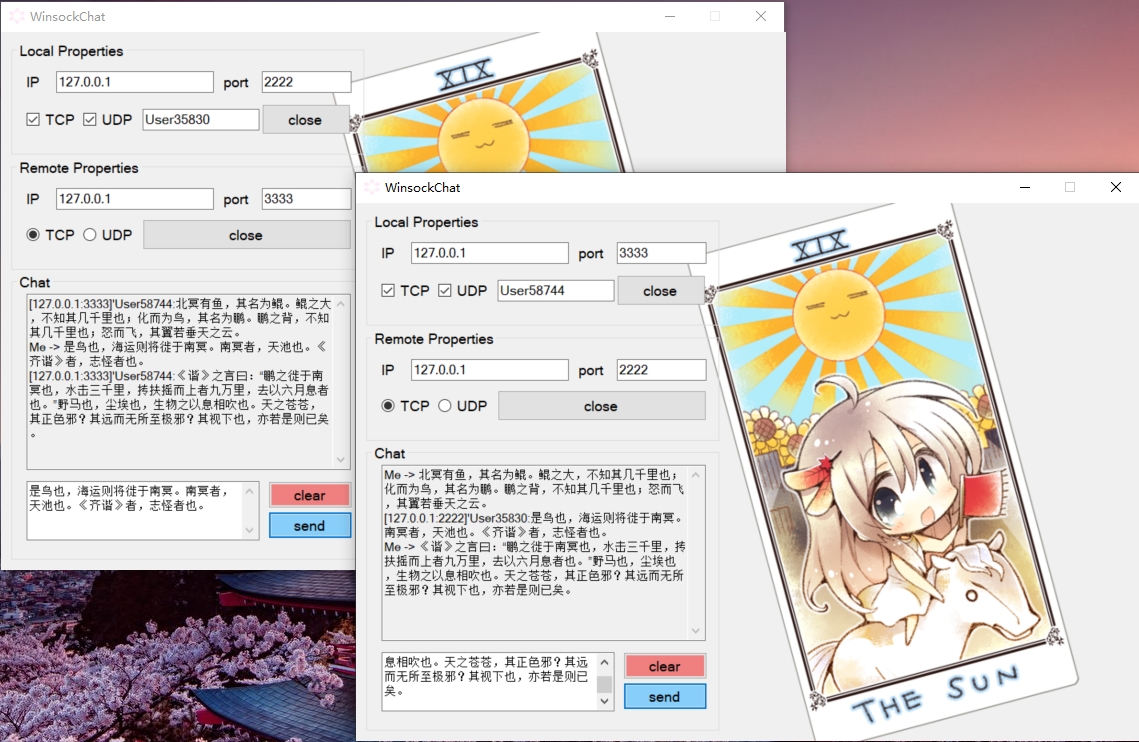 WinsockChat
Local Properties
IP 127.0.0.1 port 2222
TCP UDP User35830 close
Remote Properties
IP 127.0.0.1 port 3333
TCP UDP close
Chat
[127.0.0.1:3333]'User58744:北冥有鱼，其名为鲲。鲲之大
，不知其几千里也；化而为鸟，其名为鹏。鹏之背，不知
其几千里也；怒而飞，其翼若垂天之云。
Me -> 是鸟也，海运则将徙于南冥。南冥者，天池也。《
齐谐》者，志怪者也。
[127.0.0.1:3333]'User58744:《谐》之言曰：“鹏之徙于南
冥也，水击三千里，抟扶摇而上者九万里，去以六月息者
也。”野马也，尘埃也，生物之以息相吹也。天之苍苍，
其正色邪？其远而无所至极邪？其视下也，亦若是则已矣
。
是鸟也，海运则将徙于南冥。南冥者，
天池也。《齐谐》者，志怪者也。
clear
send
XIX
WinsockChat
Local Properties
IP 127.0.0.1 port 3333
TCP UDP User58744 close
Remote Properties
IP 127.0.0.1 port 2222
TCP UDP close
Chat
Me -> 北冥有鱼，其名为鲲。鲲之大，不知其几千里也；
化而为鸟，其名为鹏。鹏之背，不知其几千里也；怒而飞
，其翼若垂天之云。
[127.0.0.1:2222]'User35830:是鸟也，海运则将徙于南冥。
南冥者，天池也。《齐谐》者，志怪者也。
Me -> 《谐》之言曰：“鹏之徙于南冥也，水击三千里，抟
扶摇而上者九万里，去以六月息者也。”野马也，尘埃也
，生物之以息相吹也。天之苍苍，其正色邪？其远而无所
至极邪？其视下也，亦若是则已矣。
息相吹也。天之苍苍，其正色邪？其远
而无所至极邪？其视下也，亦若是则已
矣。
clear
send
XIX
THE SUN